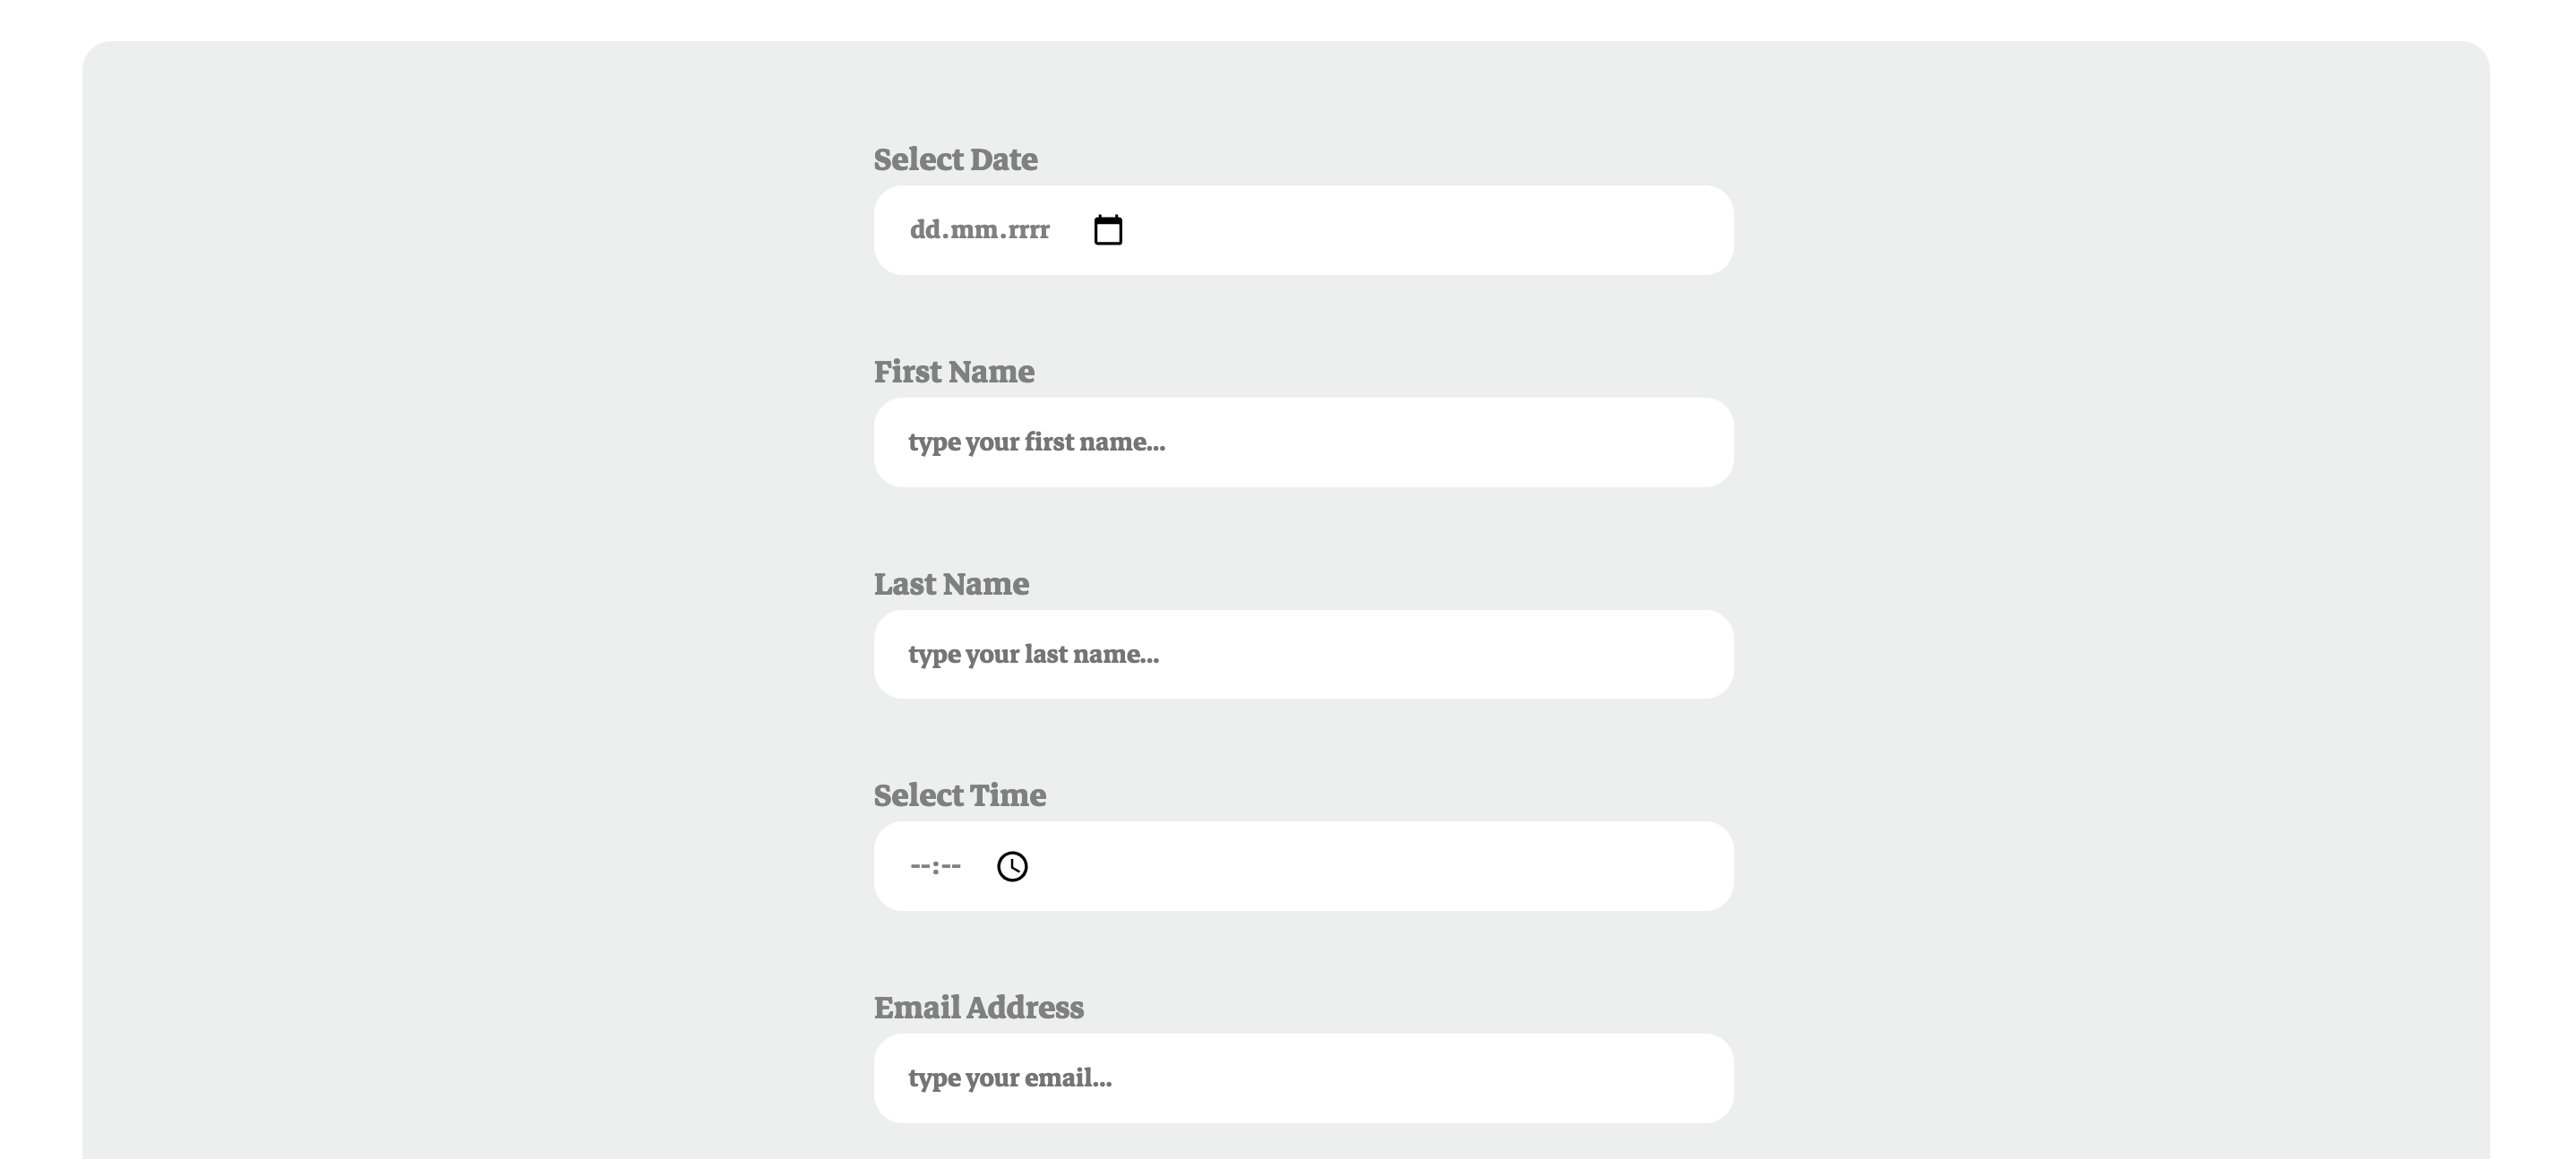 Select Date
dd.mm.rrrr
First Name
type your first name...
Last Name
type your last name...
Select Time
--:--
Email Address
type your email...